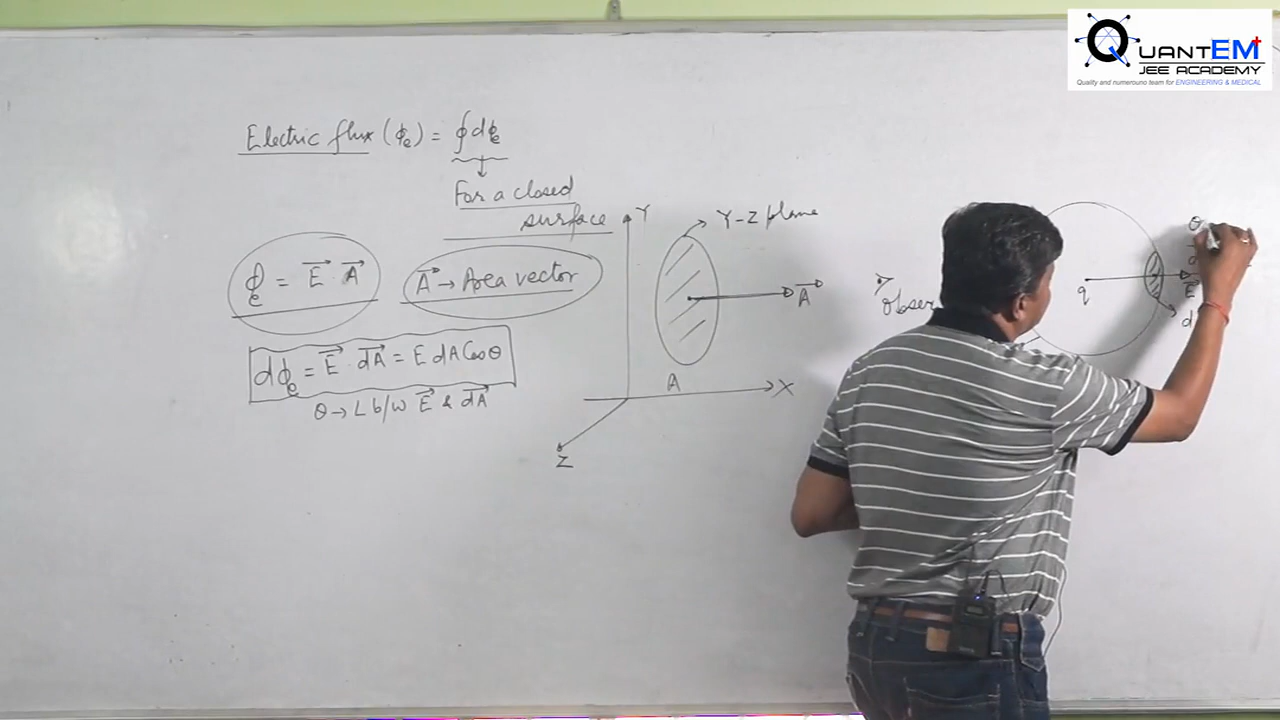 QUANTEM+
JEE ACADEMY
Quality and numerouno team for ENGINEERING & MEDICAL
Electric flux (ϕe) = ∮dϕe
For a closed
surface
ϕe = E⃗ . A⃗
A⃗ → Area vector
dϕe = E⃗ . dA⃗ = E dA Cosθ
θ → ∠ b/w E⃗ & dA⃗
Y
Y-Z plane
A⃗
A
X
Z
q
θ
E⃗
d